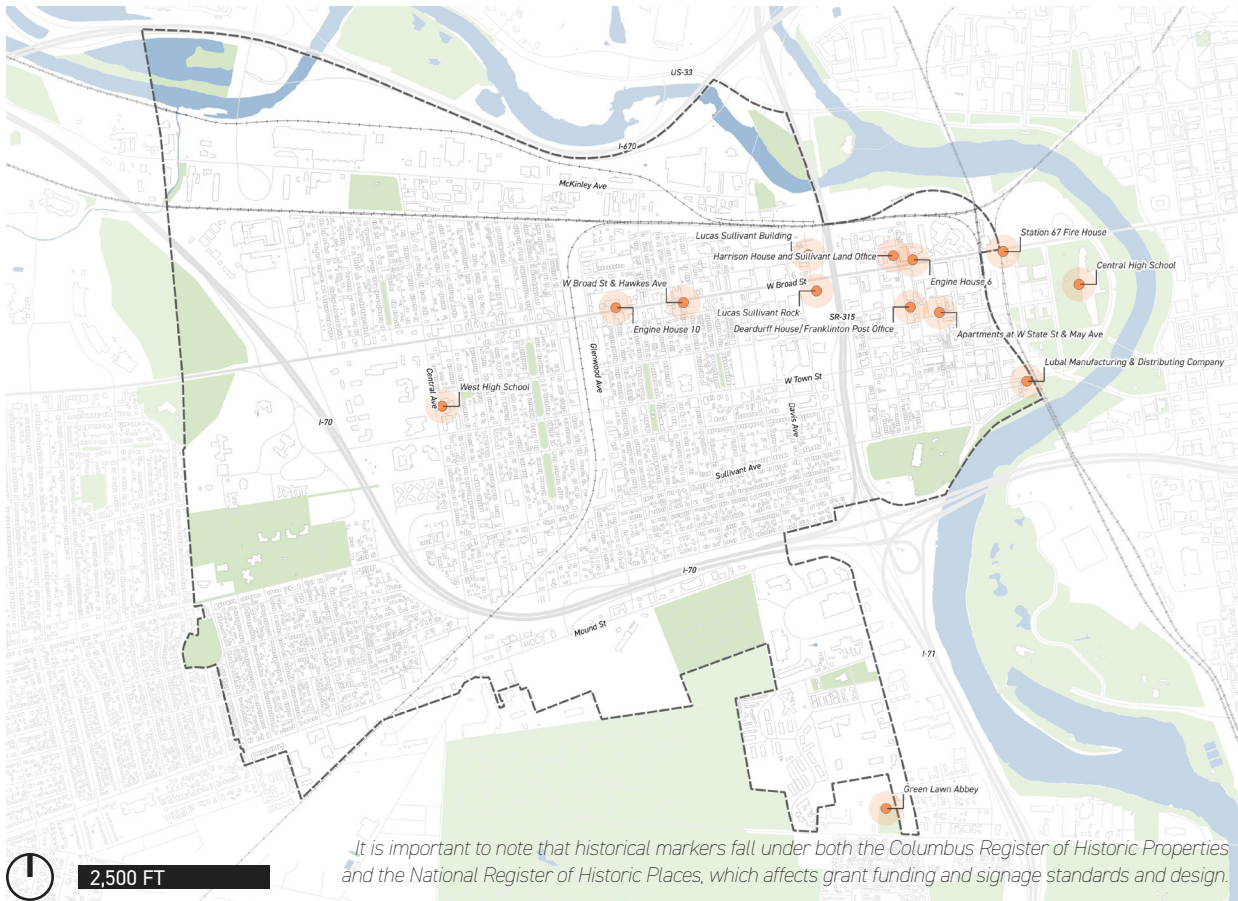 US-33
I-670
McKinley Ave
Lucas Sullivant Building
Harrison House and Sullivant Land Office
Station 67 Fire House
Central High School
W Broad St & Hawkes Ave
W Broad St
Engine House 6
Engine House 10
Lucas Sullivant Rock
SR-315
Deardurff House/Franklinton Post Office
Apartments at W State St & May Ave
Glenwood Ave
Lubal Manufacturing & Distributing Company
Central Ave
West High School
W Town St
Davis Ave
I-70
Sullivant Ave
I-70
Mound St
I-71
Green Lawn Abbey
It is important to note that historical markers fall under both the Columbus Register of Historic Properties
and the National Register of Historic Places, which affects grant funding and signage standards and design.
2,500 FT